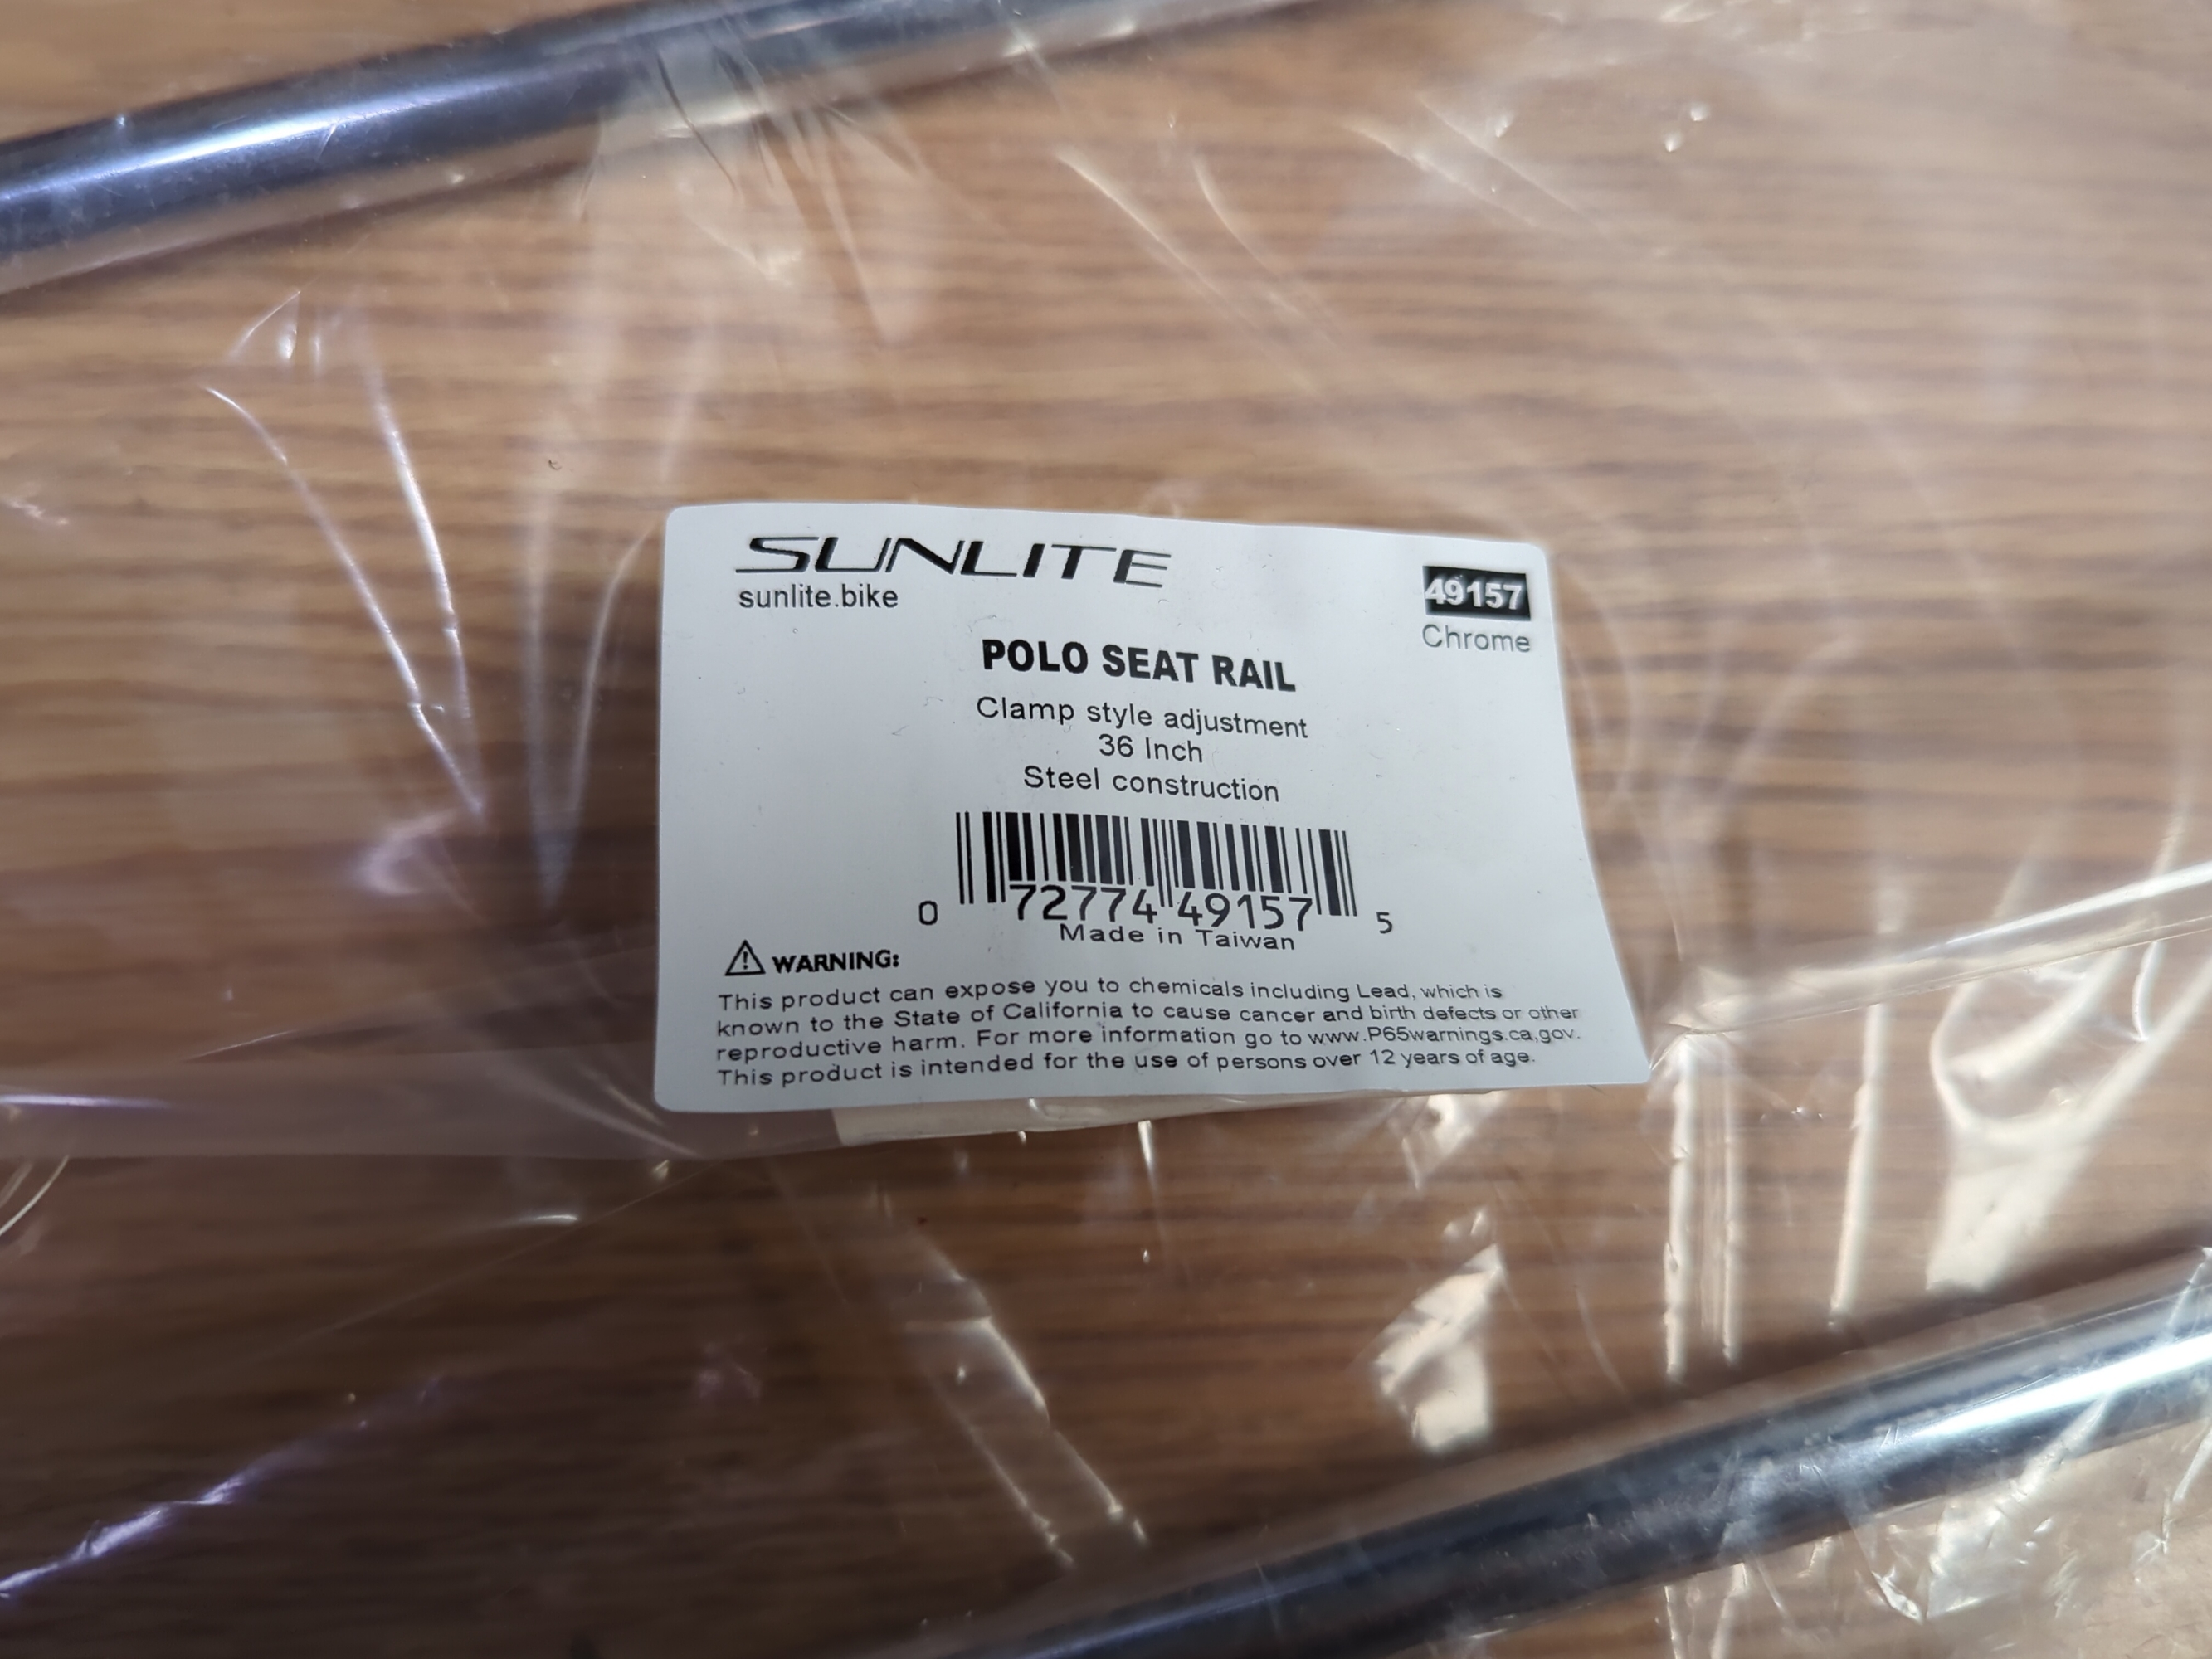 SUNLITE
sunlite.bike
49157
Chrome
POLO SEAT RAIL
Clamp style adjustment
36 Inch
Steel construction
0 72774 49157 5
Made in Taiwan
⚠ WARNING:
This product can expose you to chemicals including Lead, which is
known to the State of California to cause cancer and birth defects or other
reproductive harm. For more information go to www.P65warnings.ca,gov.
This product is intended for the use of persons over 12 years of age.